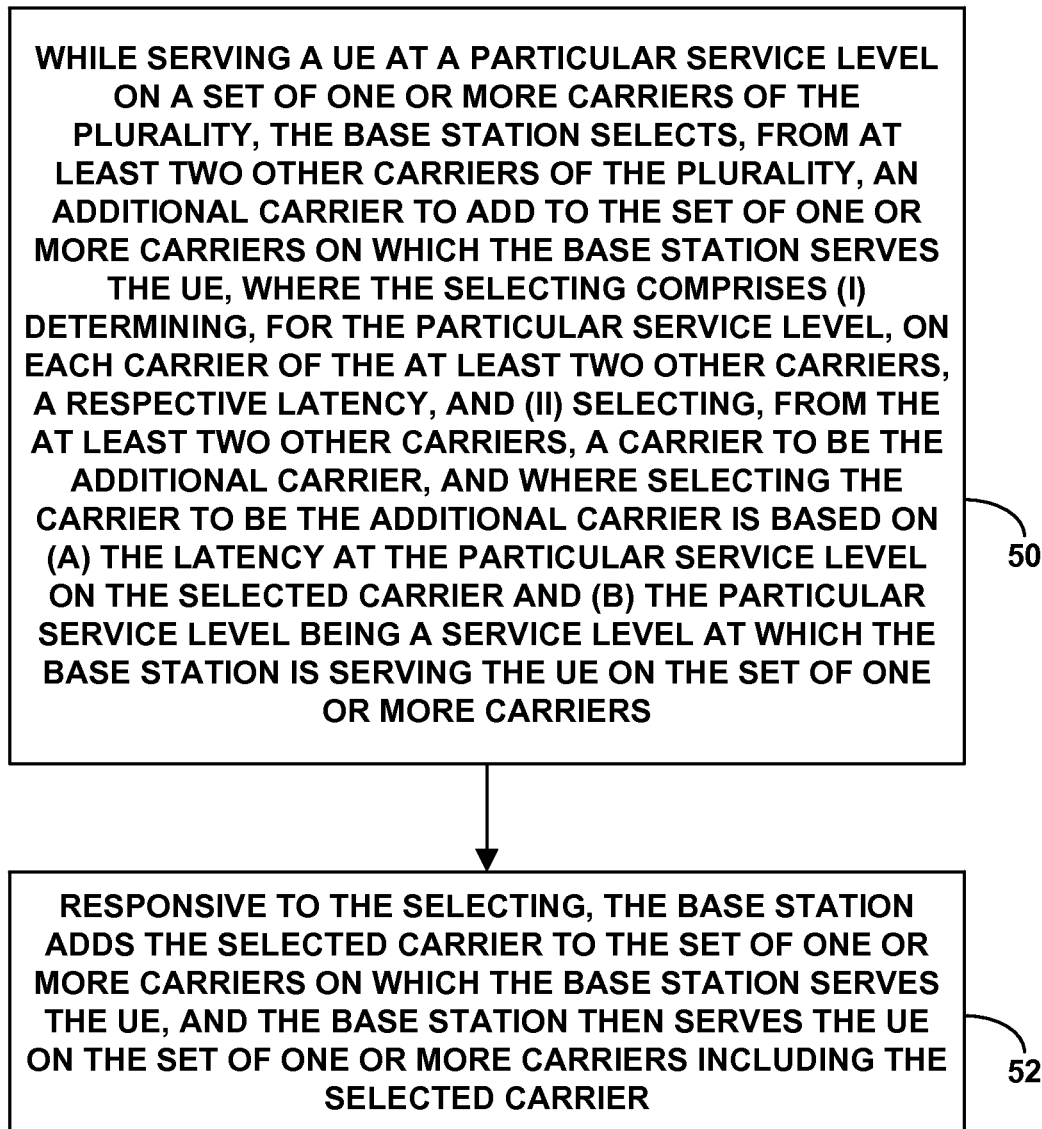 WHILE SERVING A UE AT A PARTICULAR SERVICE LEVEL
ON A SET OF ONE OR MORE CARRIERS OF THE
PLURALITY, THE BASE STATION SELECTS, FROM AT
LEAST TWO OTHER CARRIERS OF THE PLURALITY, AN
ADDITIONAL CARRIER TO ADD TO THE SET OF ONE OR
MORE CARRIERS ON WHICH THE BASE STATION SERVES
THE UE, WHERE THE SELECTING COMPRISES (I)
DETERMINING, FOR THE PARTICULAR SERVICE LEVEL, ON
EACH CARRIER OF THE AT LEAST TWO OTHER CARRIERS,
A RESPECTIVE LATENCY, AND (II) SELECTING, FROM THE
AT LEAST TWO OTHER CARRIERS, A CARRIER TO BE THE
ADDITIONAL CARRIER, AND WHERE SELECTING THE
CARRIER TO BE THE ADDITIONAL CARRIER IS BASED ON
(A) THE LATENCY AT THE PARTICULAR SERVICE LEVEL
ON THE SELECTED CARRIER AND (B) THE PARTICULAR
SERVICE LEVEL BEING A SERVICE LEVEL AT WHICH THE
BASE STATION IS SERVING THE UE ON THE SET OF ONE
OR MORE CARRIERS
50
RESPONSIVE TO THE SELECTING, THE BASE STATION
ADDS THE SELECTED CARRIER TO THE SET OF ONE OR
MORE CARRIERS ON WHICH THE BASE STATION SERVES
THE UE, AND THE BASE STATION THEN SERVES THE UE
ON THE SET OF ONE OR MORE CARRIERS INCLUDING THE
SELECTED CARRIER
52